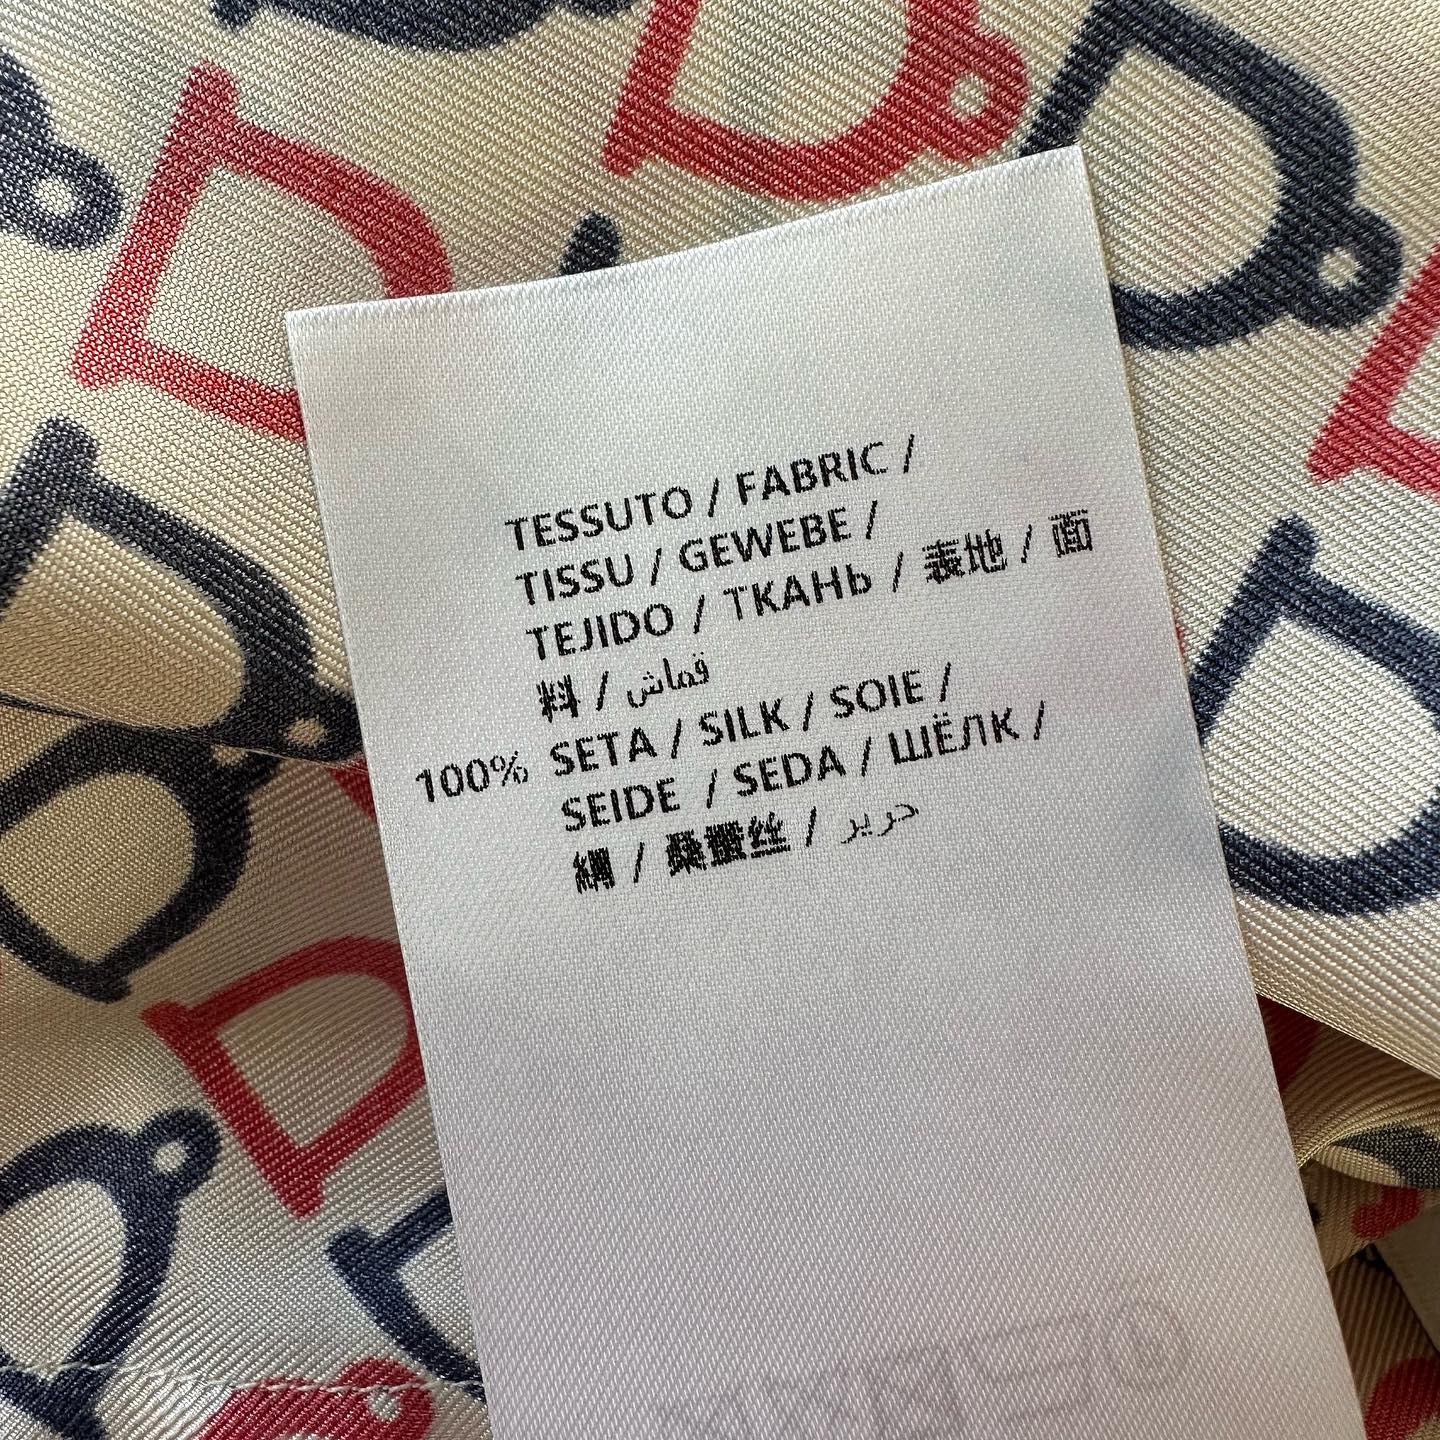 TESSUTO / FABRIC /
TISSU / GEWEBE /
TEJIDO / ТКАНЬ / 表地 / 面
料 / قماش
100% SETA / SILK / SOIE /
SEIDE / SEDA / ШЁЛК /
絹 / 桑蠶丝 / حرير